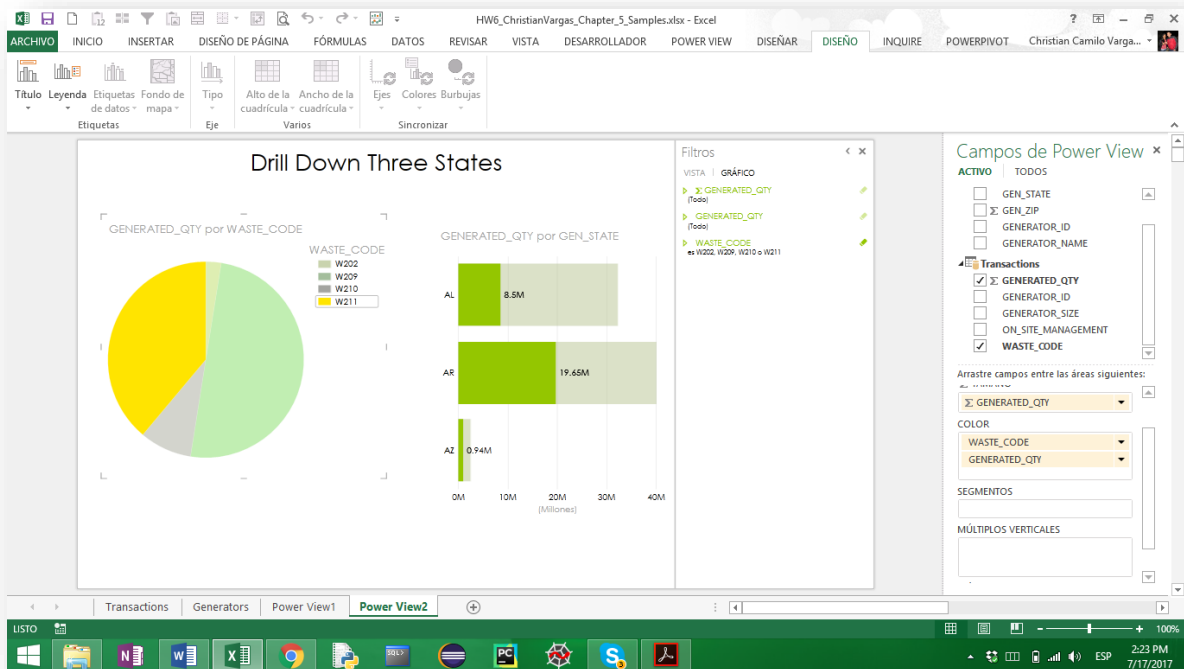 HW6_ChristianVargas_Chapter_5_Samples.xlsx - Excel
ARCHIVO INICIO INSERTAR DISEÑO DE PÁGINA FÓRMULAS DATOS REVISAR VISTA DESARROLLADOR POWER VIEW DISEÑAR DISEÑO INQUIRE POWERPIVOT Christian Camilo Varga...
Título Leyenda Etiquetas de datos Fondo de mapa Tipo Alto de la cuadrícula Ancho de la cuadrícula Ejes Colores Burbujas
Etiquetas Eje Varios Sincronizar
Drill Down Three States
GENERATED_QTY por WASTE_CODE
WASTE_CODE
W202
W209
W210
W211
GENERATED_QTY por GEN_STATE
AL 8.5M
AR 19.65M
AZ 0.94M
0M 10M 20M 30M 40M
(Millones)
Filtros
VISTA GRÁFICO
Σ GENERATED_QTY
(Todo)
GENERATED_QTY
(Todo)
WASTE_CODE
es W202, W209, W210 o W211
Campos de Power View
ACTIVO TODOS
GEN_STATE
Σ GEN_ZIP
GENERATOR_ID
GENERATOR_NAME
Transactions
Σ GENERATED_QTY
GENERATOR_ID
GENERATOR_SIZE
ON_SITE_MANAGEMENT
WASTE_CODE
Arrastre campos entre las áreas siguientes:
Σ GENERATED_QTY
COLOR
WASTE_CODE
GENERATED_QTY
SEGMENTOS
MÚLTIPLOS VERTICALES
Transactions Generators Power View1 Power View2
LISTO 100%
ESP
2:23 PM
7/17/2017